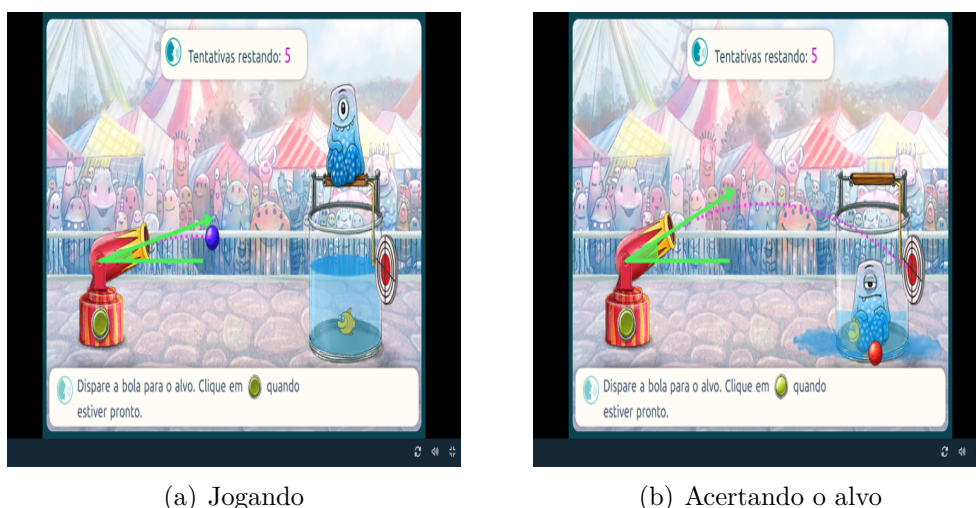 Tentativas restando: 5
Dispare a bola para o alvo. Clique em quando
estiver pronto.
(a) Jogando
Tentativas restando: 5
Dispare a bola para o alvo. Clique em quando
estiver pronto.
(b) Acertando o alvo